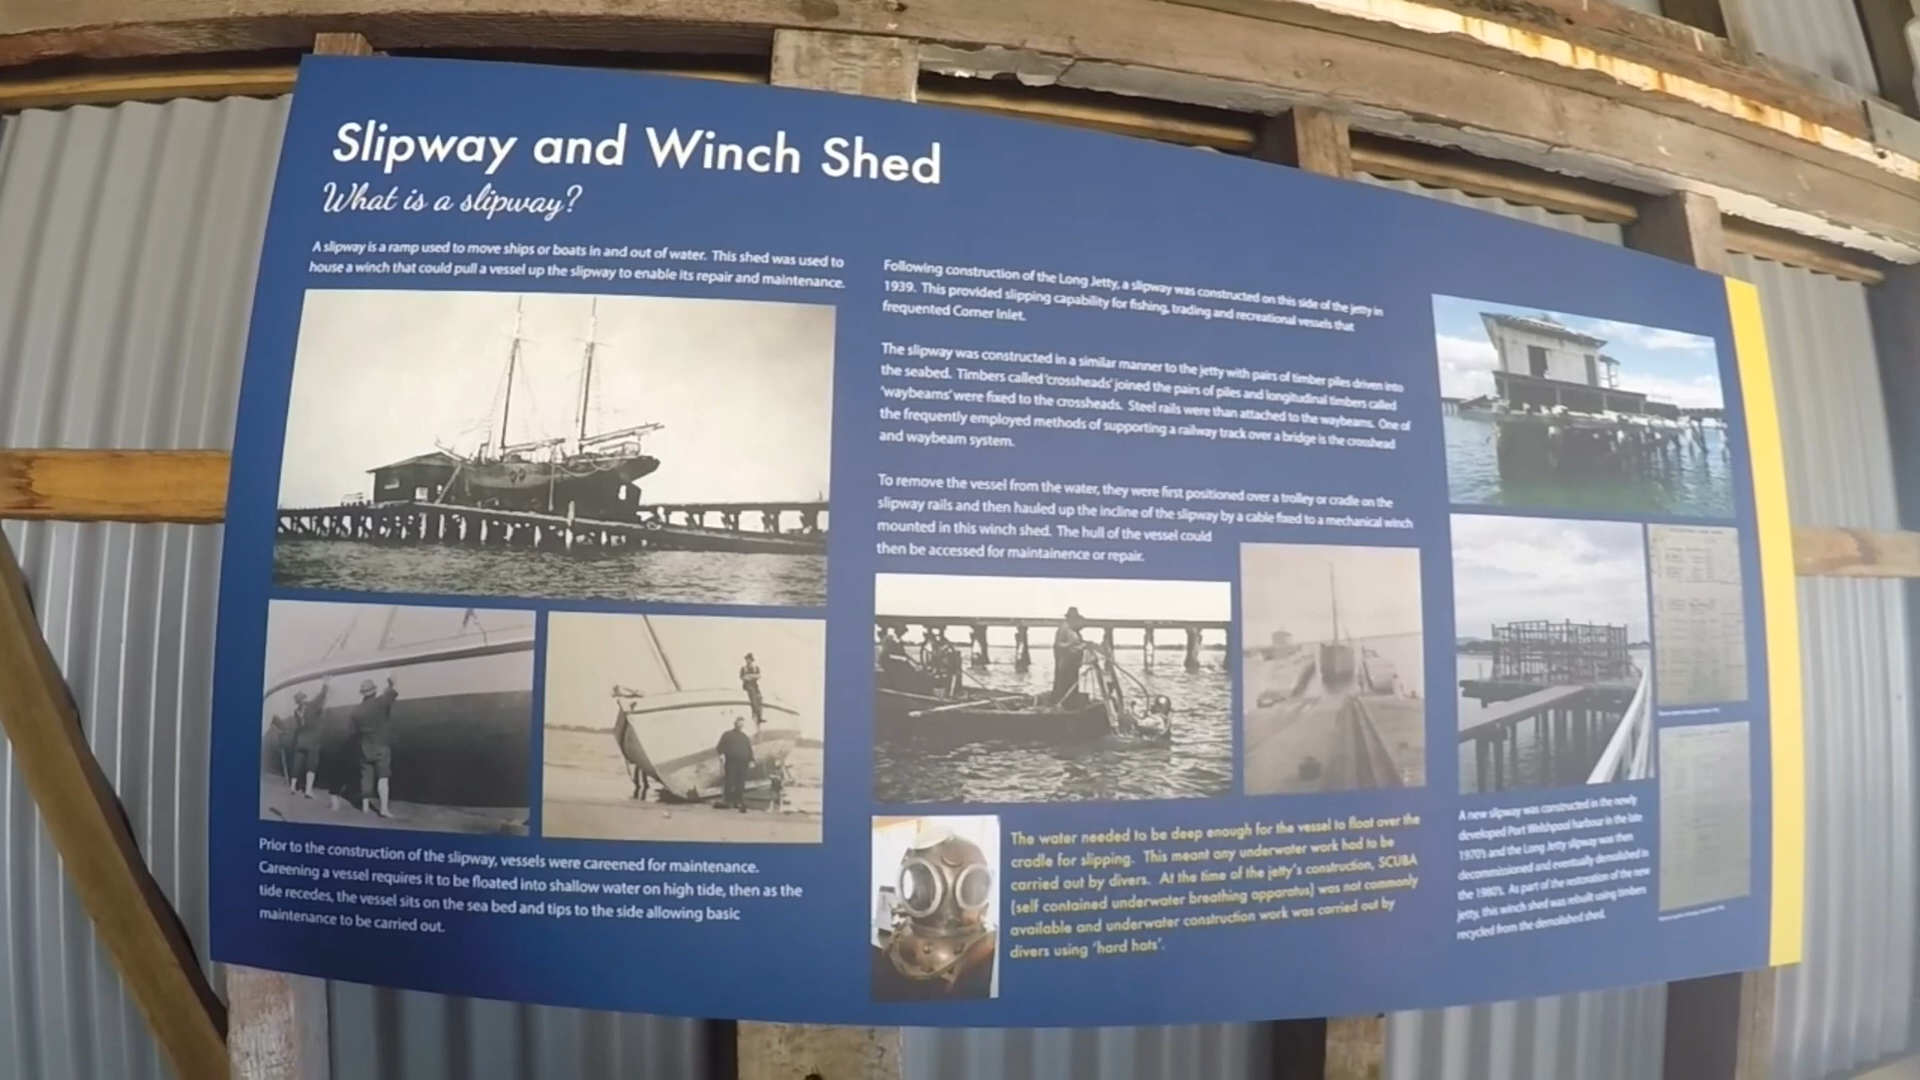 Slipway and Winch Shed
What is a slipway?
A slipway is a ramp used to move ships or boats in and out of water. This shed was used to
house a winch that could pull a vessel up the slipway to enable its repair and maintenance.
Prior to the construction of the slipway, vessels were careened for maintenance.
Careening a vessel requires it to be floated into shallow water on high tide, then as the
tide recedes, the vessel sits on the sea bed and tips to the side allowing basic
maintenance to be carried out.
Following construction of the Long Jetty, a slipway was constructed on this side of the jetty in
1939. This provided slipping capability for fishing, trading and recreational vessels that
frequented Corner Inlet.
The slipway was constructed in a similar manner to the jetty with pairs of timber piles driven into
the seabed. Timbers called 'crossheads' joined the pairs of piles and longitudinal timbers called
'waybeams' were fixed to the crossheads. Steel rails were than attached to the waybeams. One of
the frequently employed methods of supporting a railway track over a bridge is the crosshead
and waybeam system.
To remove the vessel from the water, they were first positioned over a trolley or cradle on the
slipway rails and then hauled up the incline of the slipway by a cable fixed to a mechanical winch
mounted in this winch shed. The hull of the vessel could
then be accessed for maintainence or repair.
The water needed to be deep enough for the vessel to float over the
cradle for slipping. This meant any underwater work had to be
carried out by divers. At the time of the jetty's construction, SCUBA
(self contained underwater breathing apparatus) was not commonly
available and underwater construction work was carried out by
divers using 'hard hats'.
A new slipway was constructed in the newly
developed Port Welshpool harbour in the late
1970's and the Long Jetty slipway was then
decommissioned and eventually demolished in
the 1980's. As part of the restoration of the new
jetty, this winch shed was rebuilt using timbers
recycled from the demolished shed.